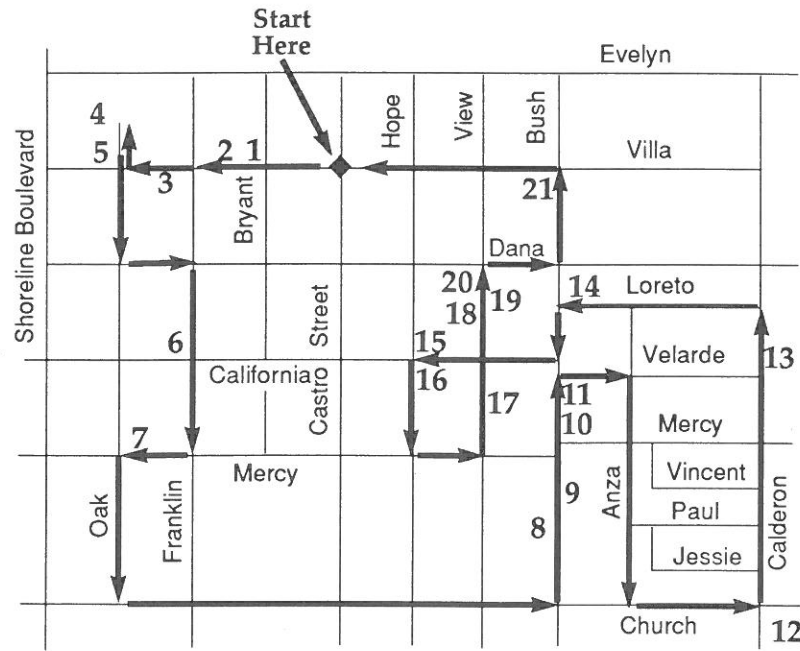 Start
Here
Evelyn
Hope
View
Bush
4
5
3
2
1
Villa
Shoreline Boulevard
Bryant
21
Dana
20
18
19
14
Loreto
6
Street
15
16
Velarde
13
California
Castro
17
11
10
7
Mercy
Mercy
9
8
Vincent
Oak
Franklin
Anza
Paul
Calderon
Jessie
Church
12